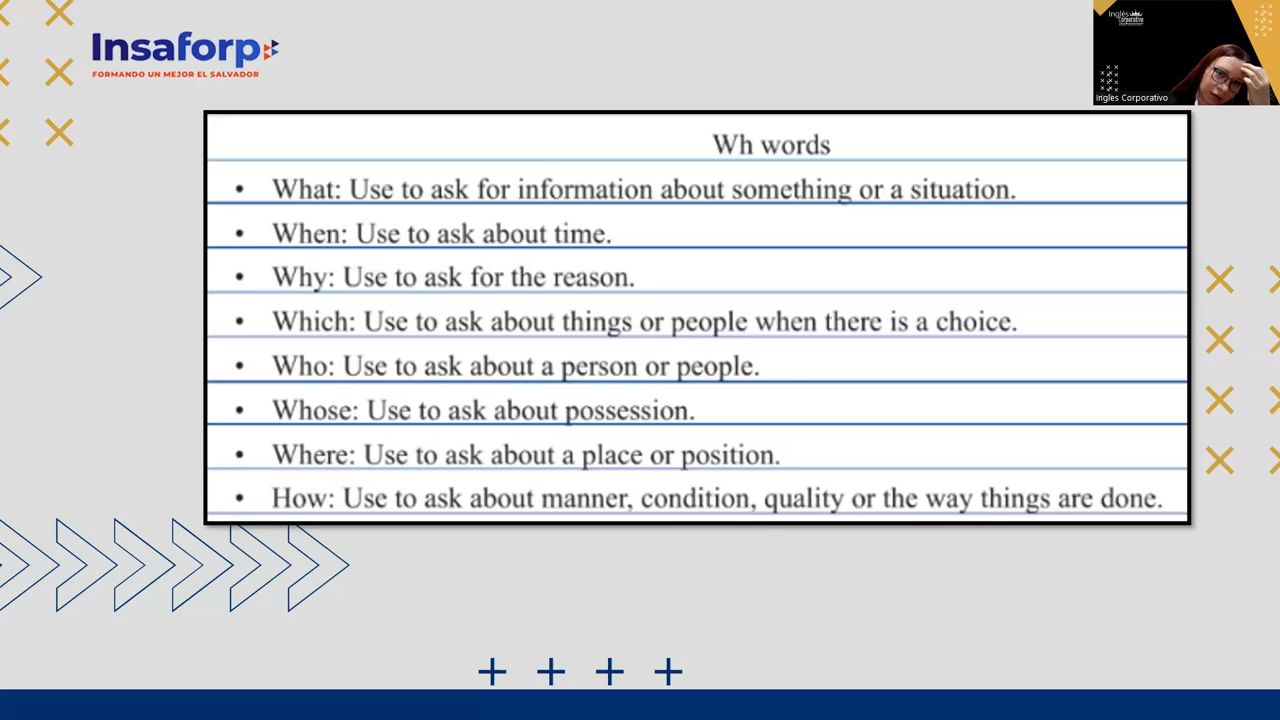 Insaforp
FORMANDO UN MEJOR EL SALVADOR
Inglés
Corporativo
Ingles Corporativo
Wh words
• What: Use to ask for information about something or a situation.
• When: Use to ask about time.
• Why: Use to ask for the reason.
• Which: Use to ask about things or people when there is a choice.
• Who: Use to ask about a person or people.
• Whose: Use to ask about possession.
• Where: Use to ask about a place or position.
• How: Use to ask about manner, condition, quality or the way things are done.